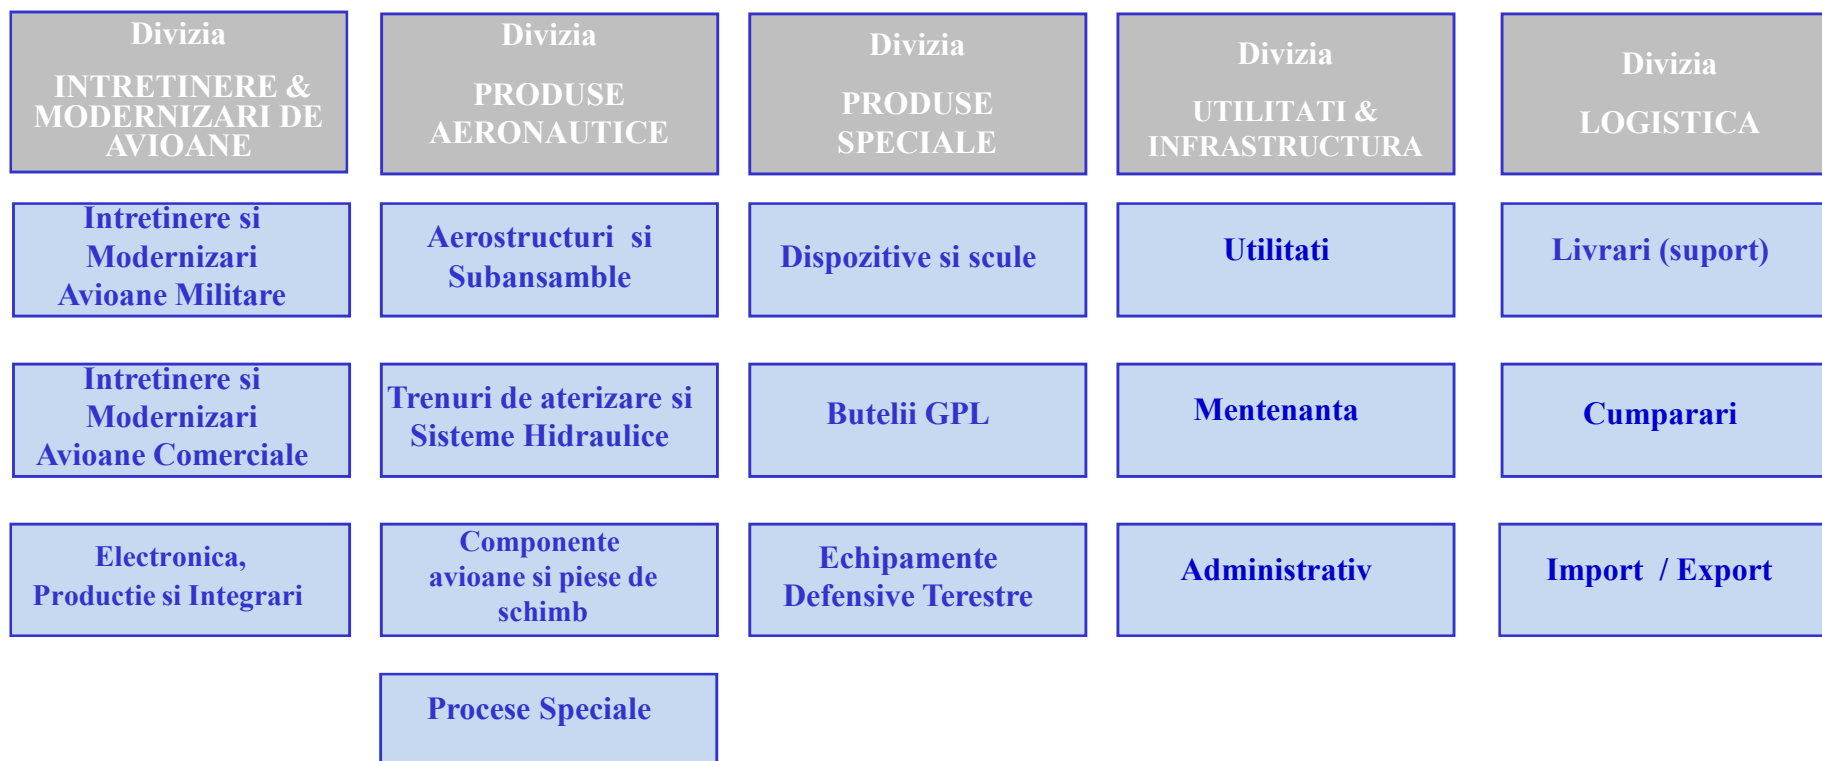 Divizia
INTRETINERE &
MODERNIZARI DE
AVIOANE
Divizia
PRODUSE
AERONAUTICE
Divizia
PRODUSE
SPECIALE
Divizia
UTILITATI &
INFRASTRUCTURA
Divizia
LOGISTICA
Intretinere si
Modernizari
Avioane Militare
Aerostructuri si
Subansamble
Dispozitive si scule
Utilitati
Livrari (suport)
Intretinere si
Modernizari
Avioane Comerciale
Trenuri de aterizare si
Sisteme Hidraulice
Butelii GPL
Mentenanta
Cumparari
Electronica,
Productie si Integrari
Componente
avioane si piese de
schimb
Echipamente
Defensive Terestre
Administrativ
Import / Export
Procese Speciale